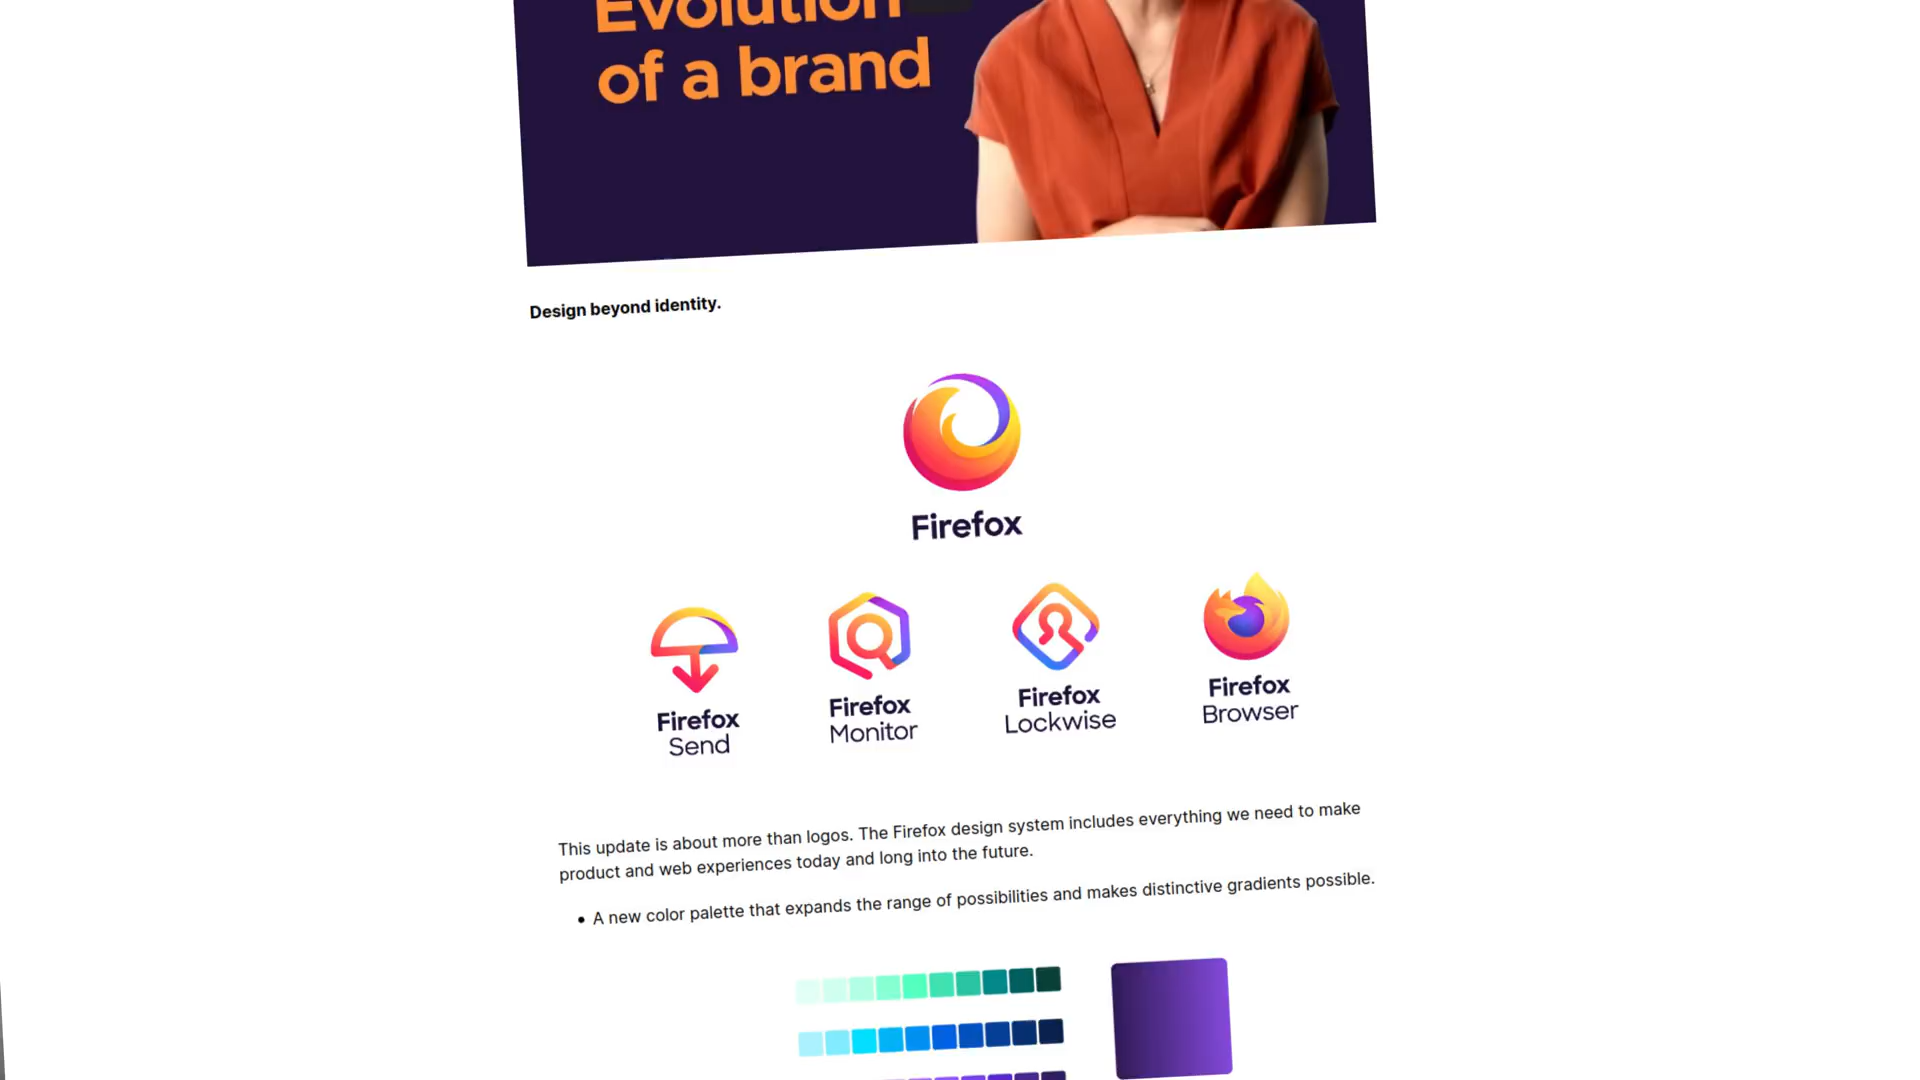 Evolution
of a brand
Design beyond identity.
Firefox
Firefox
Send
Firefox
Monitor
Firefox
Lockwise
Firefox
Browser
This update is about more than logos. The Firefox design system includes everything we need to make
product and web experiences today and long into the future.
• A new color palette that expands the range of possibilities and makes distinctive gradients possible.